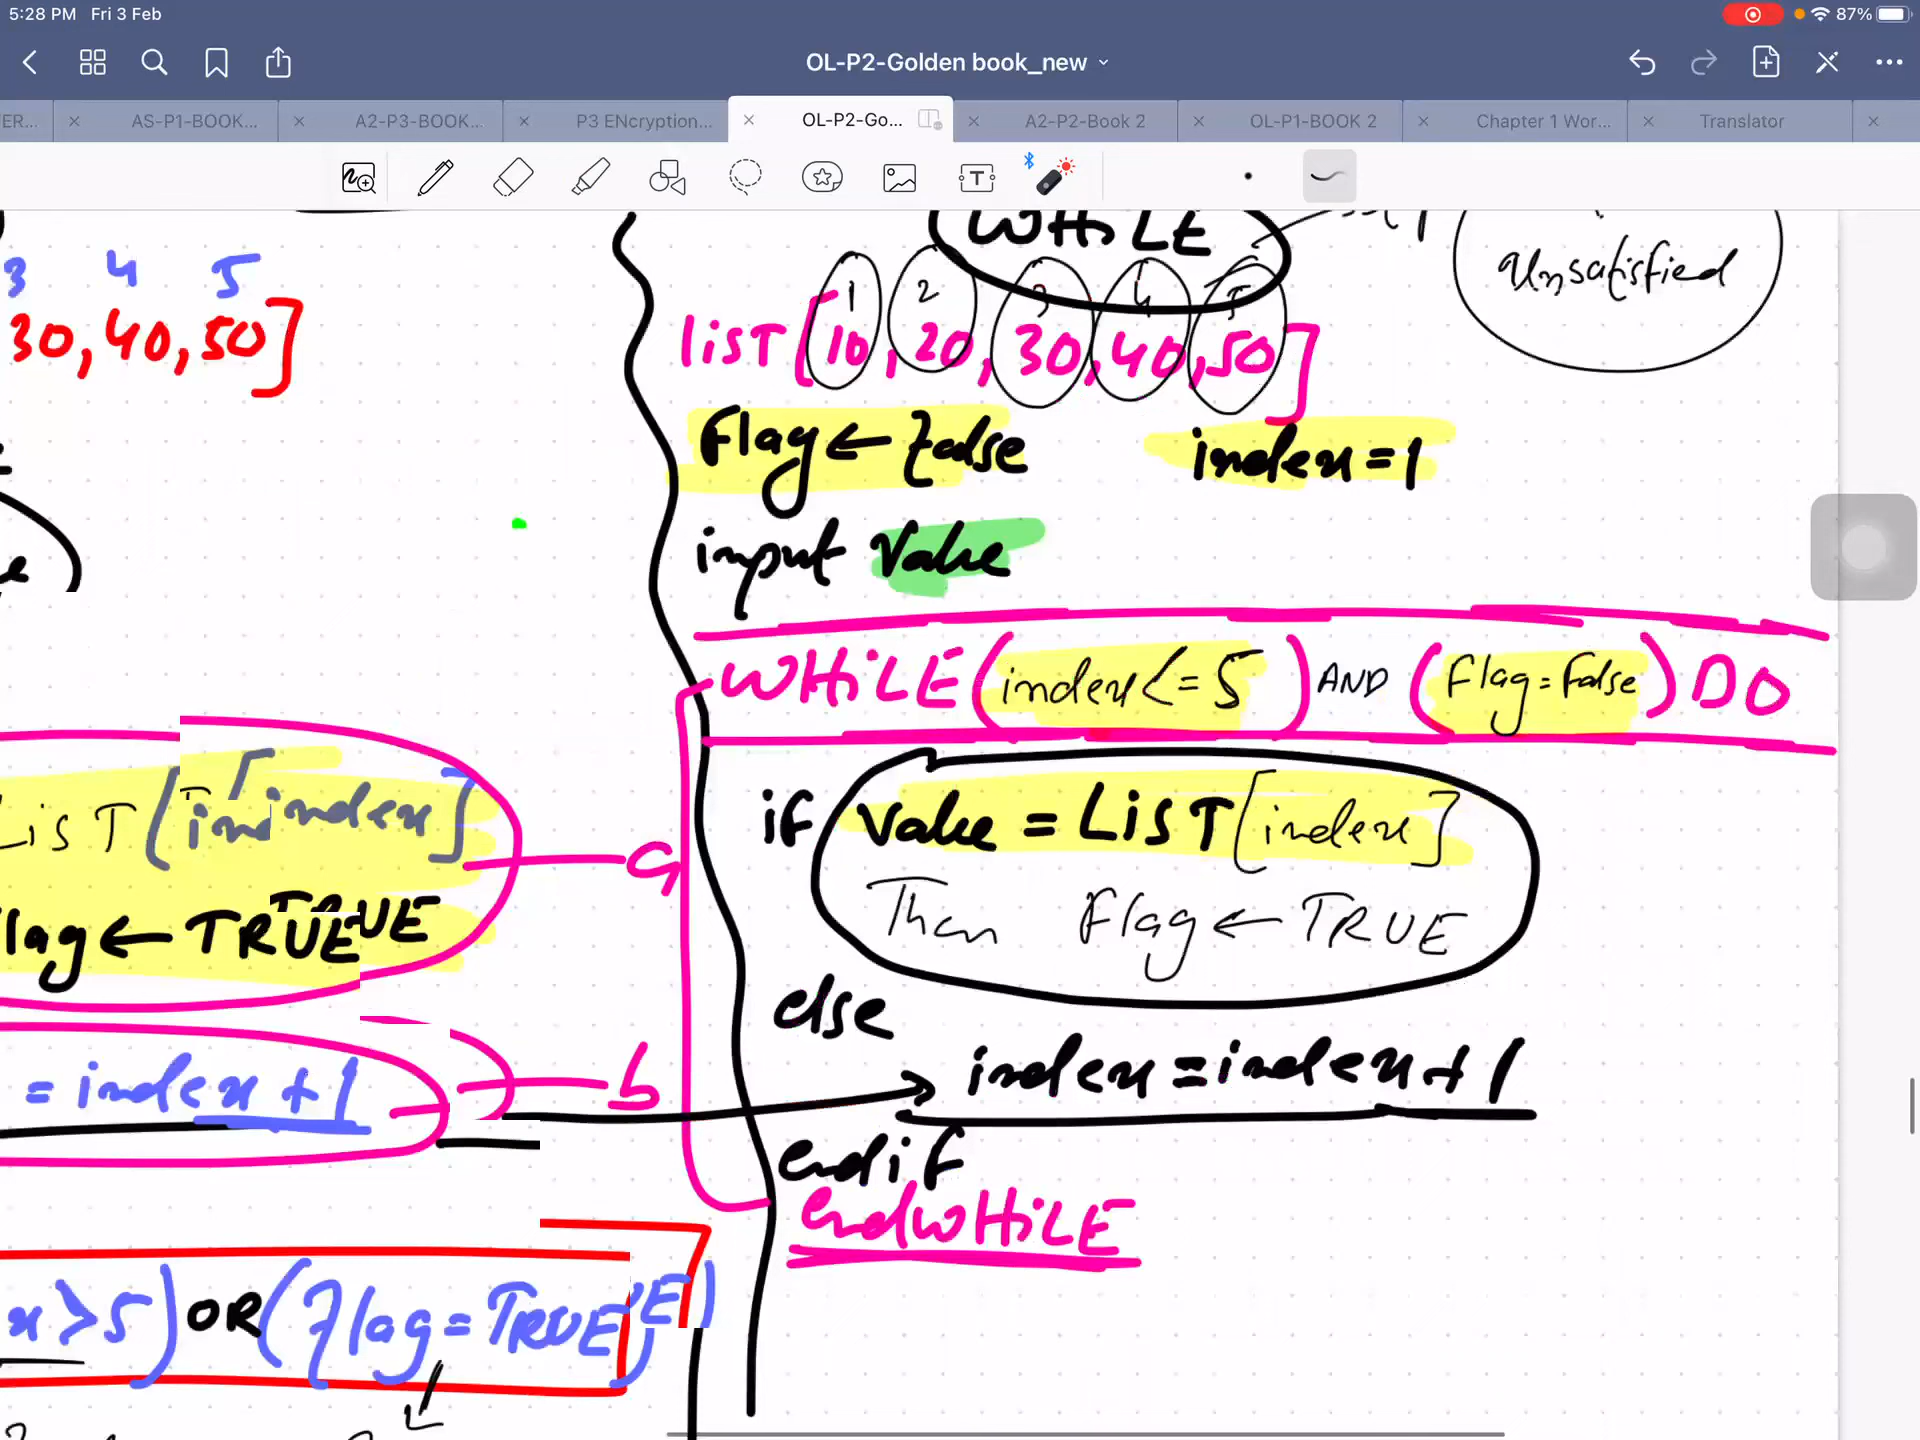 5:28 PM Fri 3 Feb
87%
OL-P2-Golden book_new
ER...
AS-P1-BOOK...
A2-P3-BOOK...
P3 ENcryption...
OL-P2-Go...
A2-P2-Book 2
OL-P1-BOOK 2
Chapter 1 Wor...
Translator
3 4 5
30, 40, 50]
LiST [index]
lag ← TRUE
a
= index + 1
b
x > 5) OR (Flag = TRUE)
WHiLE
unsatisfied
1 2 3 4 5
liST [10, 20, 30, 40, 50]
Flag ← False index = 1
input Value
WHiLE (index <= 5) AND (Flag = False) DO
if Value = LiST [index]
Then Flag ← TRUE
else
index = index + 1
endif
endWHiLE